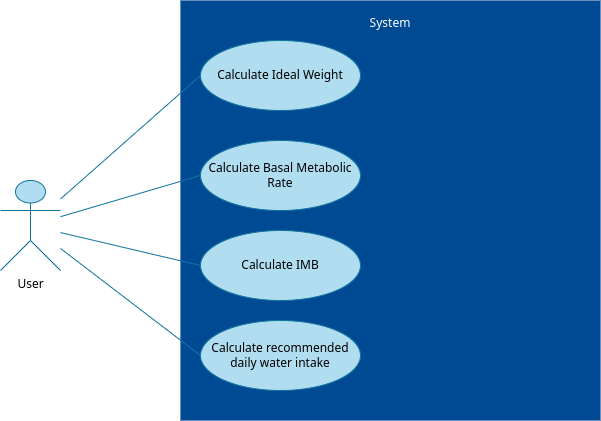 System
Calculate Ideal Weight
Calculate Basal Metabolic
Rate
Calculate IMB
User
Calculate recommended
daily water intake